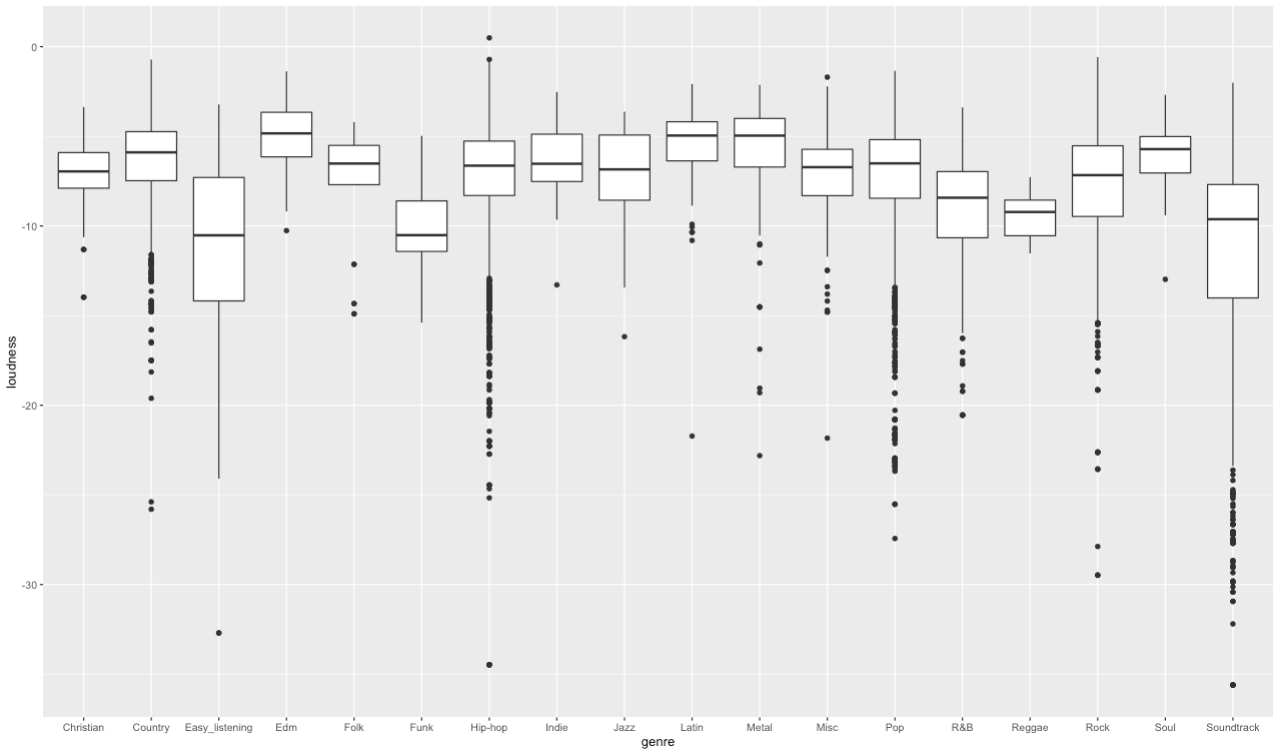 loudness
0
-10
-20
-30
Christian Country Easy_listening Edm Folk Funk Hip-hop Indie Jazz Latin Metal Misc Pop R&B Reggae Rock Soul Soundtrack
genre